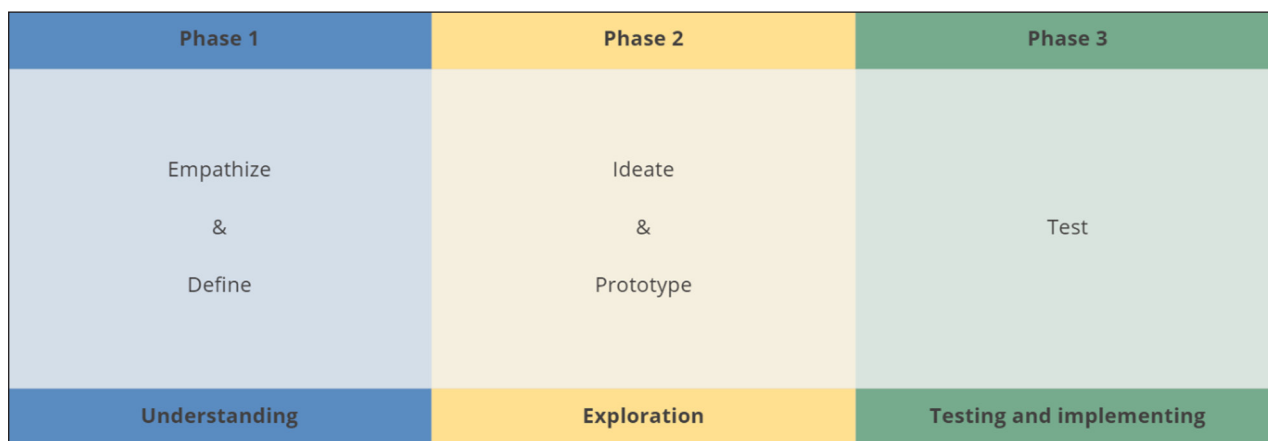 Phase 1
Phase 2
Phase 3
Empathize
&
Define
Ideate
&
Prototype
Test
Understanding
Exploration
Testing and implementing